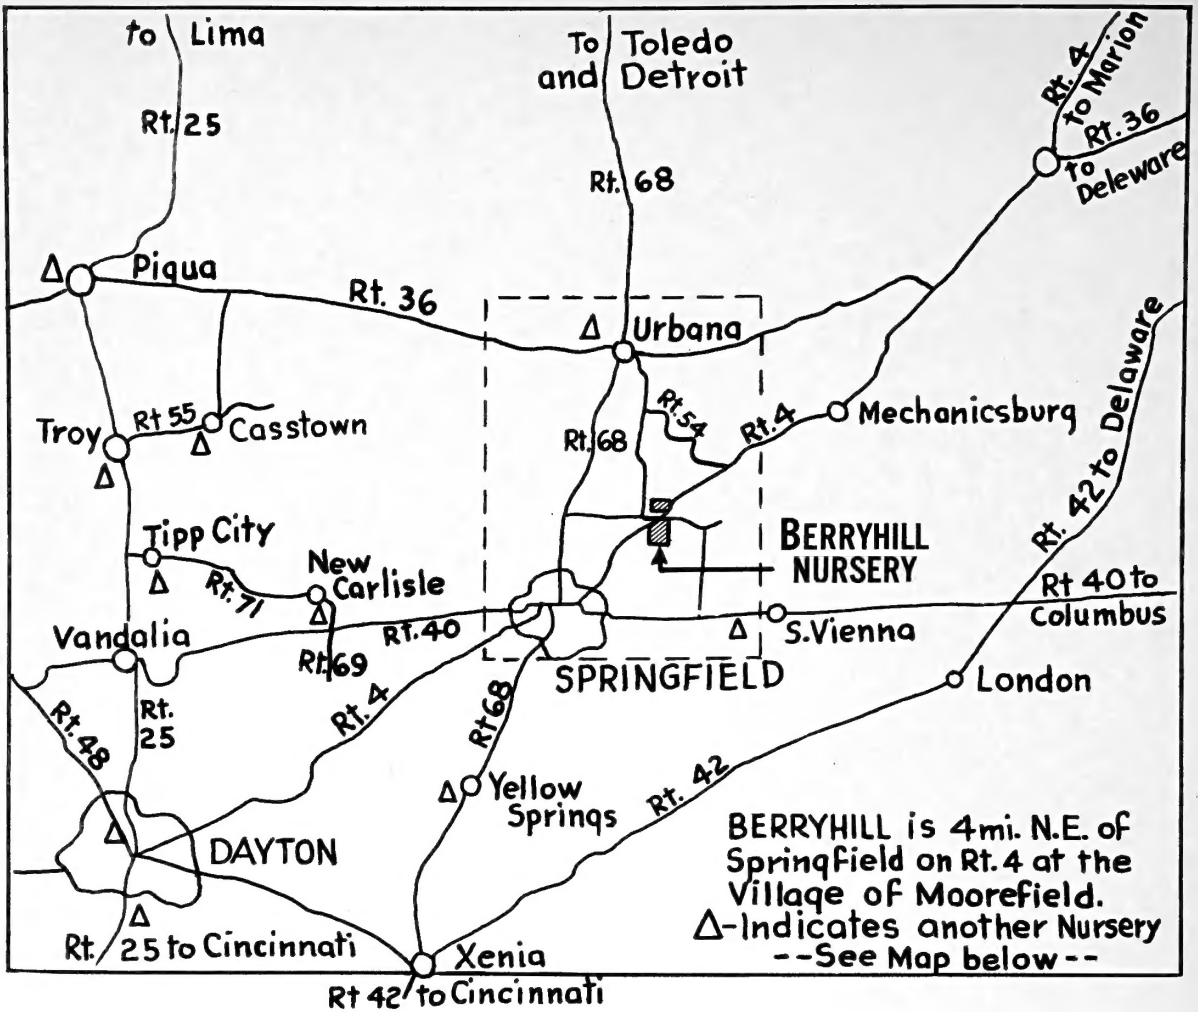 to Lima
To Toledo
and Detroit
Rt. 4
to Marion
Rt. 36
to
Deleware
Rt. 25
Rt. 68
Piqua
Rt. 36
Urbana
Rt 55
Troy
Casstown
Rt. 68
Rt. 54
Rt. 4
Mechanicsburg
Rt. 42 to Delaware
Tipp City
Rt. 71
New
Carlisle
BERRYHILL
NURSERY
Rt 40 to
Columbus
Vandalia
Rt. 40
Rt. 69
S. Vienna
SPRINGFIELD
London
Rt. 48
Rt.
25
Rt. 4
Rt 68
Yellow
Springs
Rt. 42
DAYTON
BERRYHILL is 4mi. N.E. of
Springfield on Rt. 4 at the
Village of Moorefield.
Δ-Indicates another Nursery
--See Map below--
Rt. 25 to Cincinnati
Xenia
Rt 42 to Cincinnati